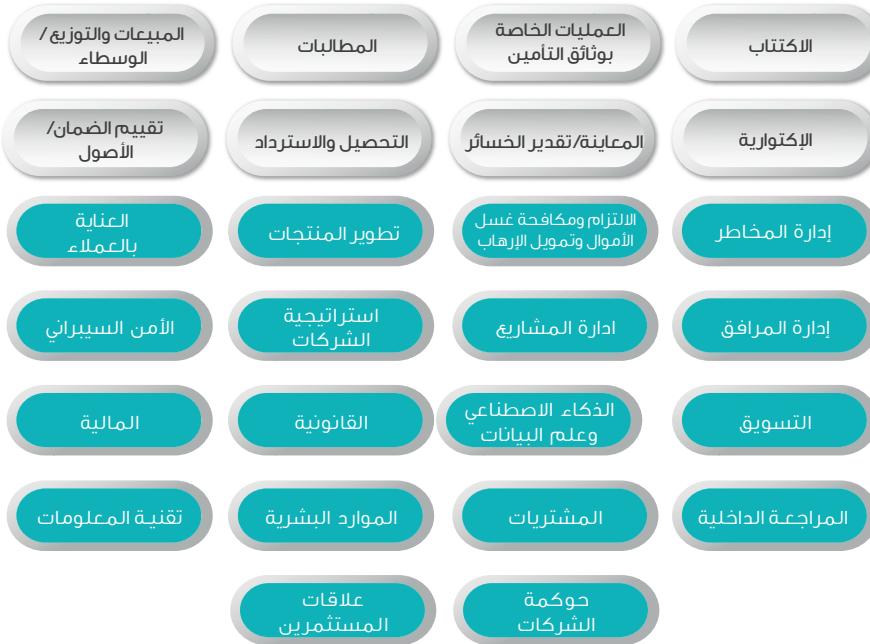 الاكتتاب
العمليات الخاصة
بوثائق التأمين
المطالبات
المبيعات والتوزيع/
الوسطاء
الإكتوارية
المعاينة/تقدير الخسائر
التحصيل والاسترداد
تقييم الضمان/
الأصول
إدارة المخاطر
الالتزام ومكافحة غسل
الأموال وتمويل الإرهاب
تطوير المنتجات
العناية
بالعملاء
إدارة المرافق
ادارة المشاريع
استراتيجية
الشركات
الأمن السيبراني
التسويق
الذكاء الاصطناعي
وعلم البيانات
القانونية
المالية
المراجعة الداخلية
المشتريات
الموارد البشرية
تقنية المعلومات
حوكمة
الشركات
علاقات
المستثمرين